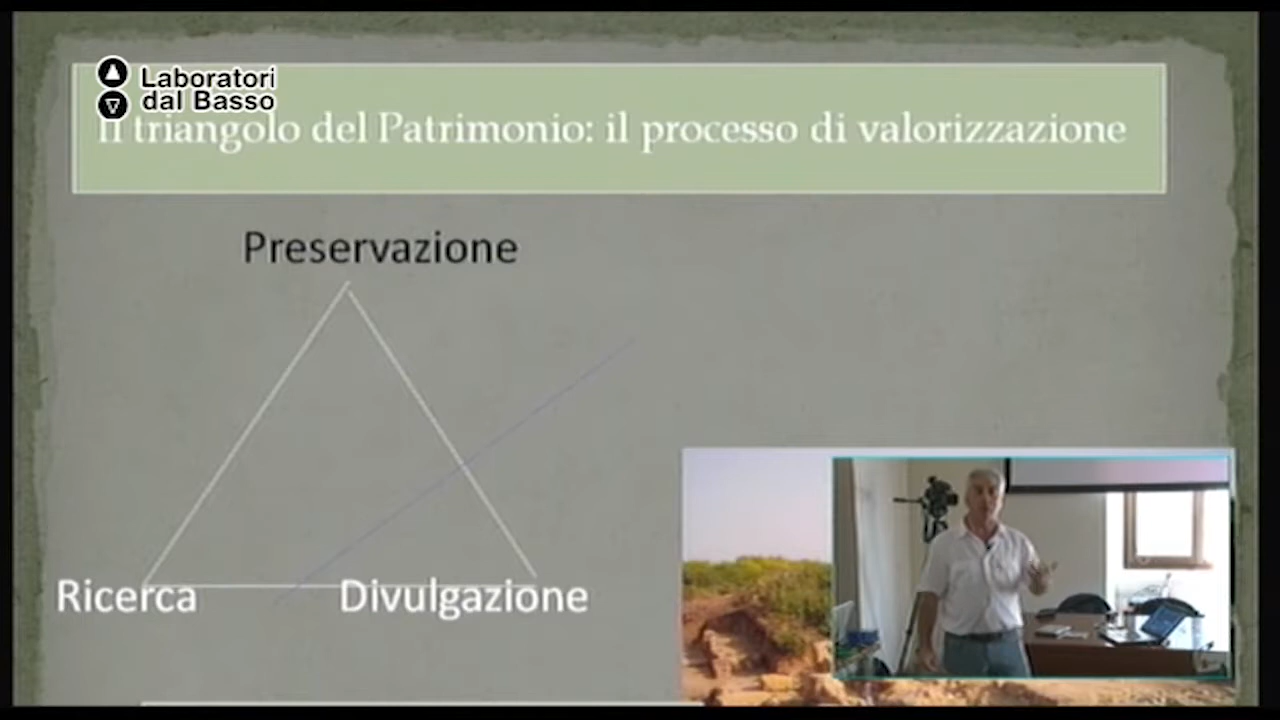 Laboratori
dal Basso
Il triangolo del Patrimonio: il processo di valorizzazione
Preservazione
Ricerca
Divulgazione